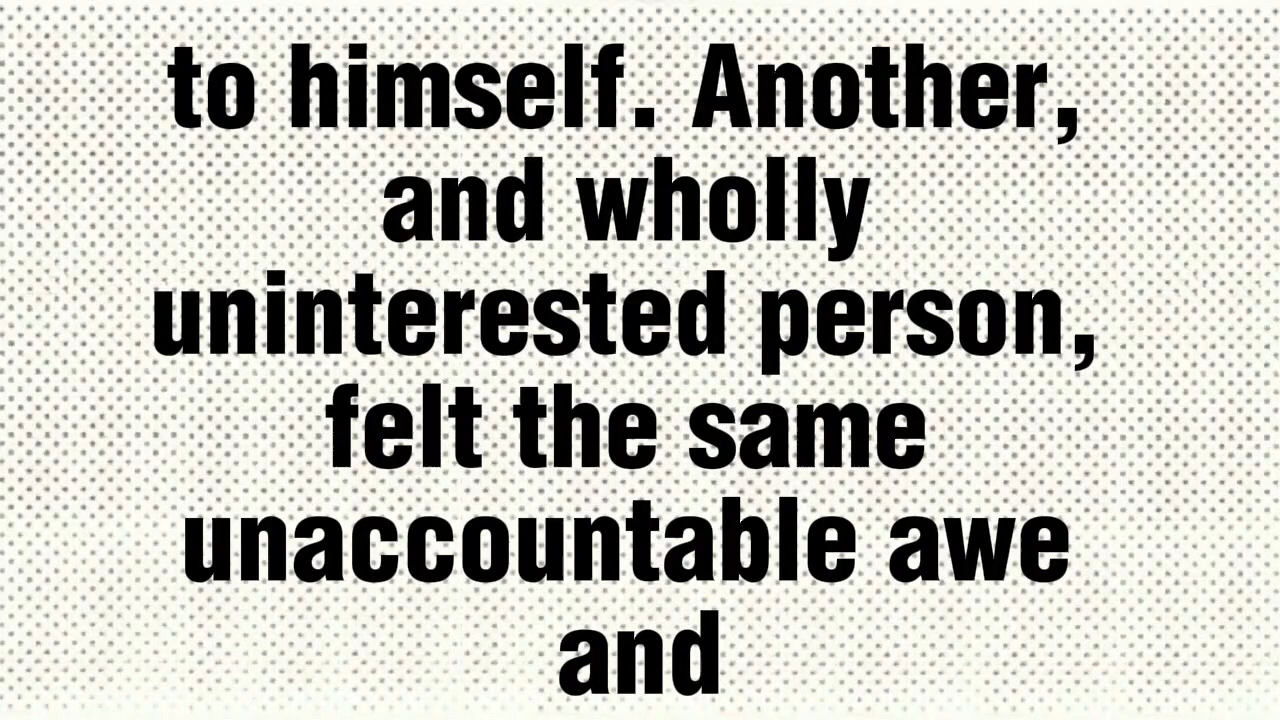 to himself. Another,
and wholly
uninterested person,
felt the same
unaccountable awe
and